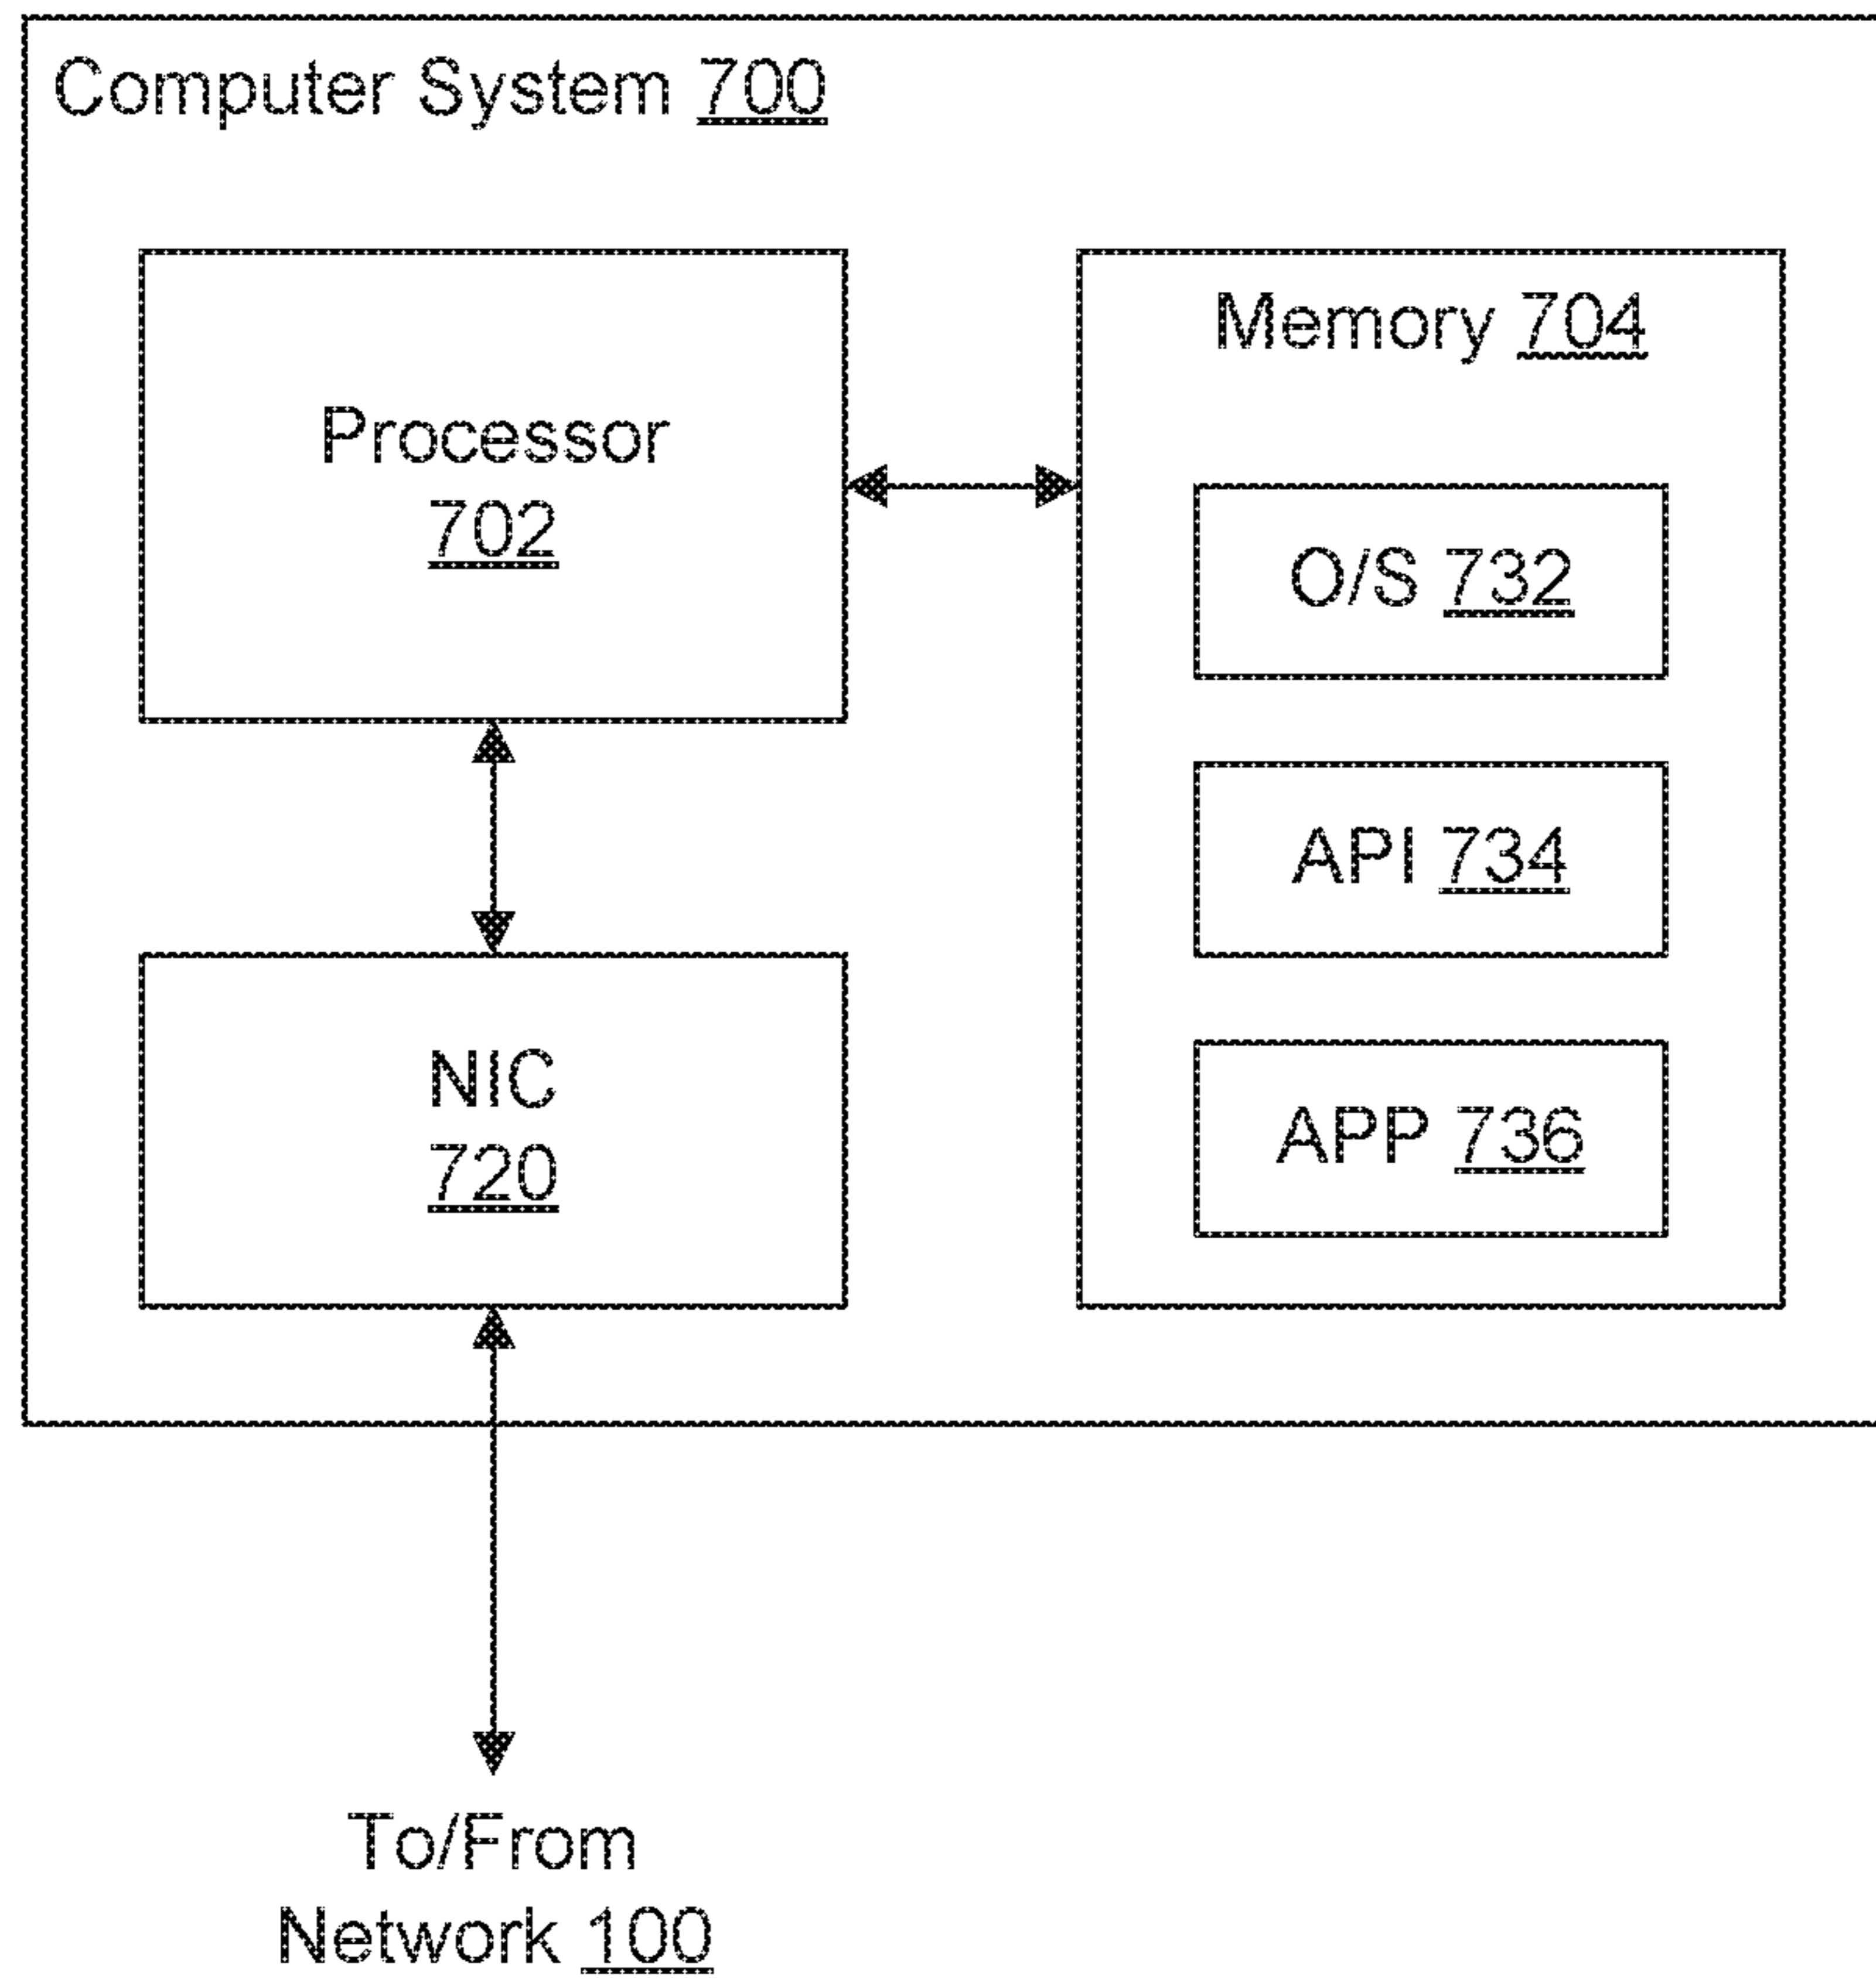 Computer System 700
Processor
702
Memory 704
O/S 732
API 734
APP 736
NIC
720
To/From
Network 100